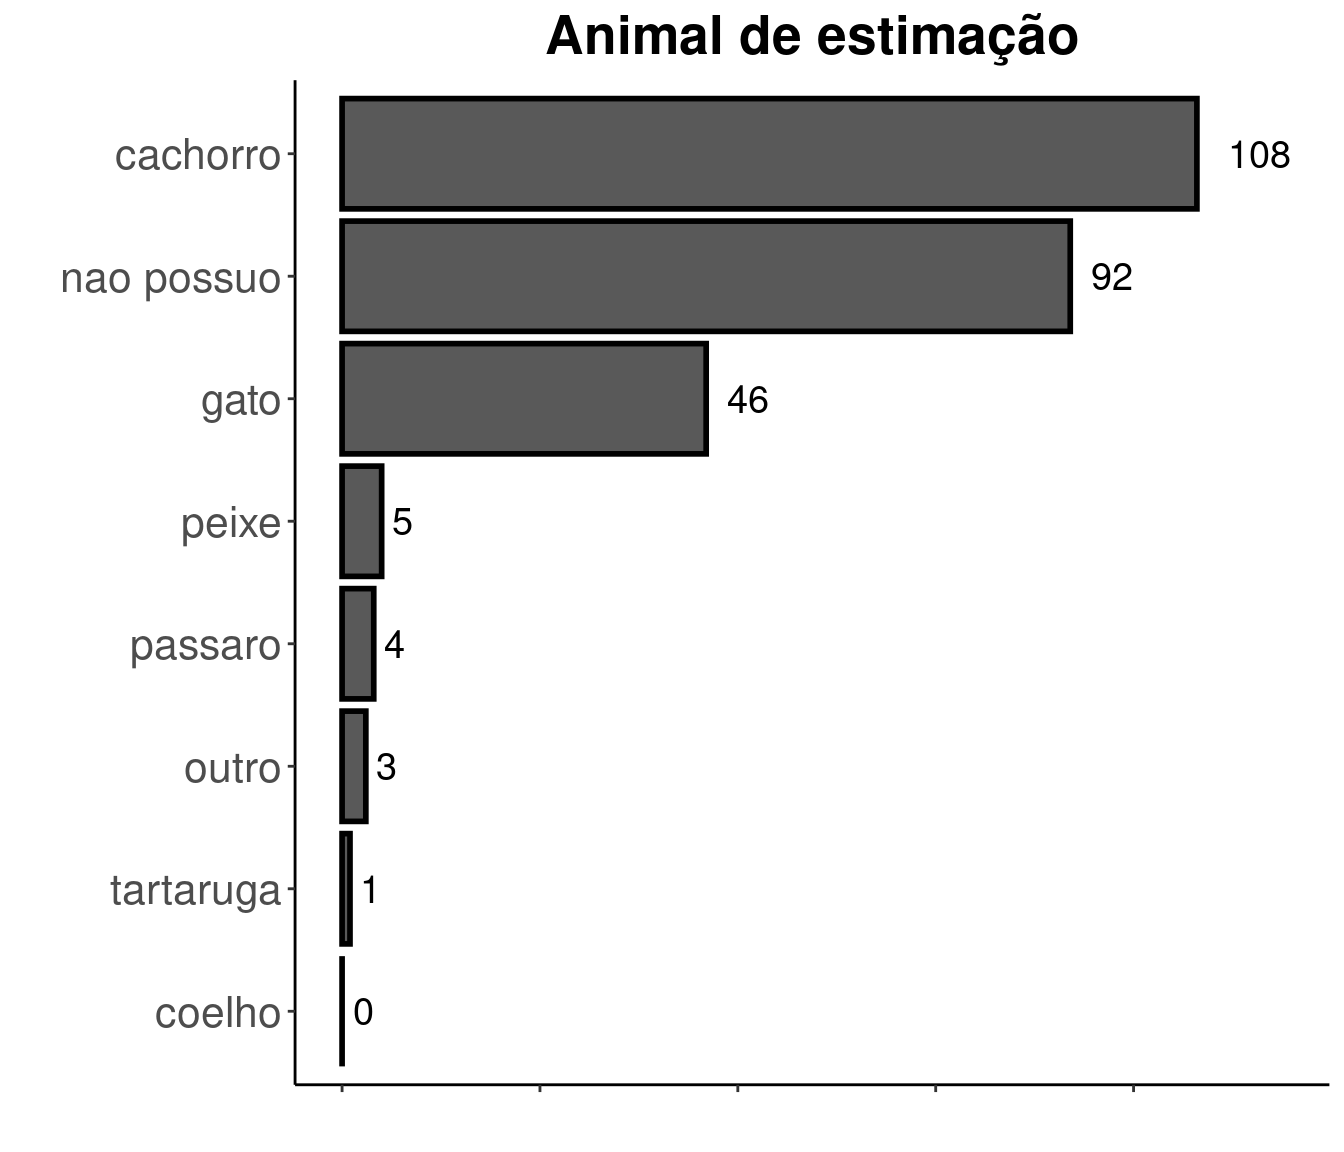 Animal de estimação
cachorro 108
nao possuo 92
gato 46
peixe 5
passaro 4
outro 3
tartaruga 1
coelho 0